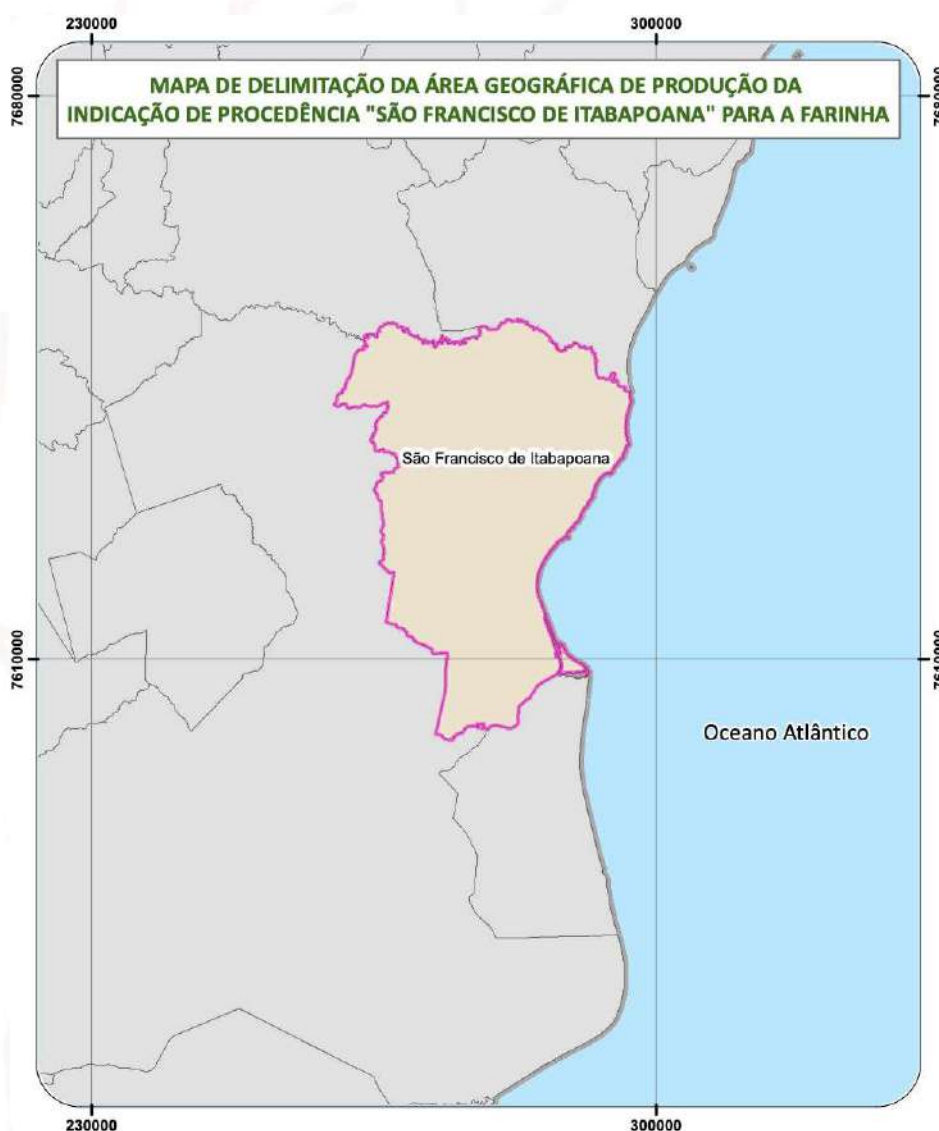 230000
300000
MAPA DE DELIMITAÇÃO DA ÁREA GEOGRÁFICA DE PRODUÇÃO DA
INDICAÇÃO DE PROCEDÊNCIA "SÃO FRANCISCO DE ITABAPOANA" PARA A FARINHA
7680000
7680000
São Francisco de Itabapoana
7610000
7610000
Oceano Atlântico
230000
300000